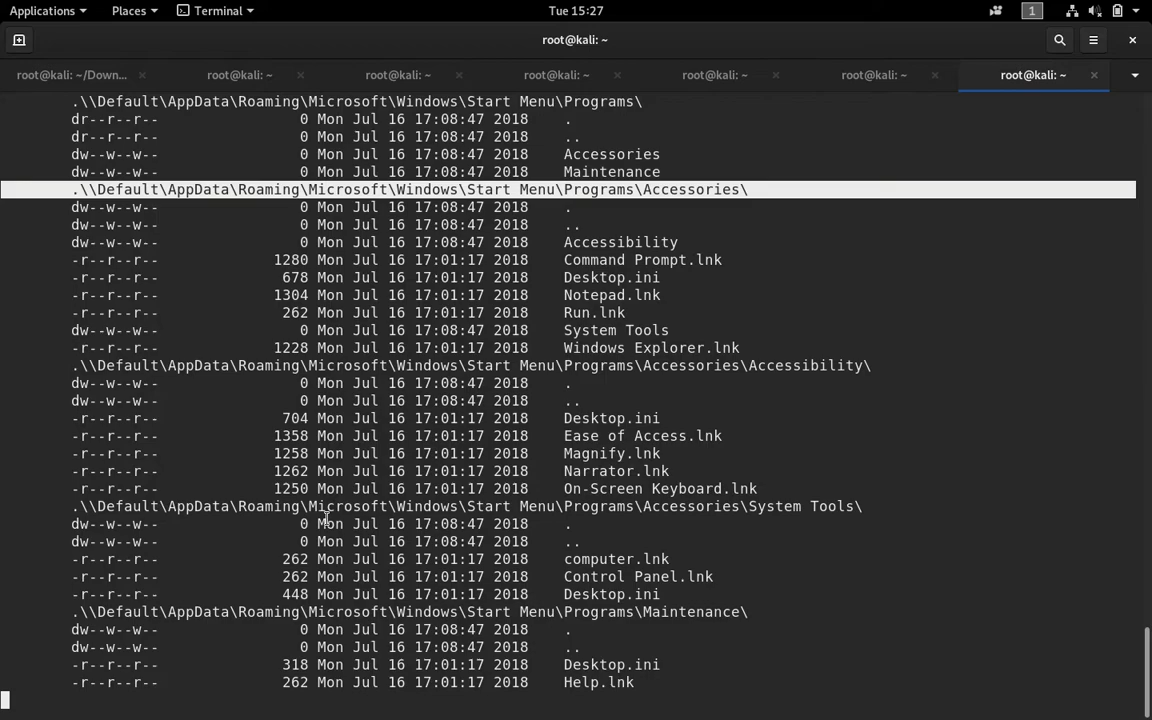 Applications Places Terminal Tue 15:27 1
root@kali: ~
root@kali: ~/Down... root@kali: ~ root@kali: ~ root@kali: ~ root@kali: ~ root@kali: ~ root@kali: ~
.\\Default\AppData\Roaming\Microsoft\Windows\Start Menu\Programs\
dr--r--r-- 0 Mon Jul 16 17:08:47 2018 .
dr--r--r-- 0 Mon Jul 16 17:08:47 2018 ..
dw--w--w-- 0 Mon Jul 16 17:08:47 2018 Accessories
dw--w--w-- 0 Mon Jul 16 17:08:47 2018 Maintenance
.\\Default\AppData\Roaming\Microsoft\Windows\Start Menu\Programs\Accessories\
dw--w--w-- 0 Mon Jul 16 17:08:47 2018 .
dw--w--w-- 0 Mon Jul 16 17:08:47 2018 ..
dw--w--w-- 0 Mon Jul 16 17:08:47 2018 Accessibility
-r--r--r-- 1280 Mon Jul 16 17:01:17 2018 Command Prompt.lnk
-r--r--r-- 678 Mon Jul 16 17:01:17 2018 Desktop.ini
-r--r--r-- 1304 Mon Jul 16 17:01:17 2018 Notepad.lnk
-r--r--r-- 262 Mon Jul 16 17:01:17 2018 Run.lnk
dw--w--w-- 0 Mon Jul 16 17:08:47 2018 System Tools
-r--r--r-- 1228 Mon Jul 16 17:01:17 2018 Windows Explorer.lnk
.\\Default\AppData\Roaming\Microsoft\Windows\Start Menu\Programs\Accessories\Accessibility\
dw--w--w-- 0 Mon Jul 16 17:08:47 2018 .
dw--w--w-- 0 Mon Jul 16 17:08:47 2018 ..
-r--r--r-- 704 Mon Jul 16 17:01:17 2018 Desktop.ini
-r--r--r-- 1358 Mon Jul 16 17:01:17 2018 Ease of Access.lnk
-r--r--r-- 1258 Mon Jul 16 17:01:17 2018 Magnify.lnk
-r--r--r-- 1262 Mon Jul 16 17:01:17 2018 Narrator.lnk
-r--r--r-- 1250 Mon Jul 16 17:01:17 2018 On-Screen Keyboard.lnk
.\\Default\AppData\Roaming\Microsoft\Windows\Start Menu\Programs\Accessories\System Tools\
dw--w--w-- 0 Mon Jul 16 17:08:47 2018 .
dw--w--w-- 0 Mon Jul 16 17:08:47 2018 ..
-r--r--r-- 262 Mon Jul 16 17:01:17 2018 computer.lnk
-r--r--r-- 262 Mon Jul 16 17:01:17 2018 Control Panel.lnk
-r--r--r-- 448 Mon Jul 16 17:01:17 2018 Desktop.ini
.\\Default\AppData\Roaming\Microsoft\Windows\Start Menu\Programs\Maintenance\
dw--w--w-- 0 Mon Jul 16 17:08:47 2018 .
dw--w--w-- 0 Mon Jul 16 17:08:47 2018 ..
-r--r--r-- 318 Mon Jul 16 17:01:17 2018 Desktop.ini
-r--r--r-- 262 Mon Jul 16 17:01:17 2018 Help.lnk